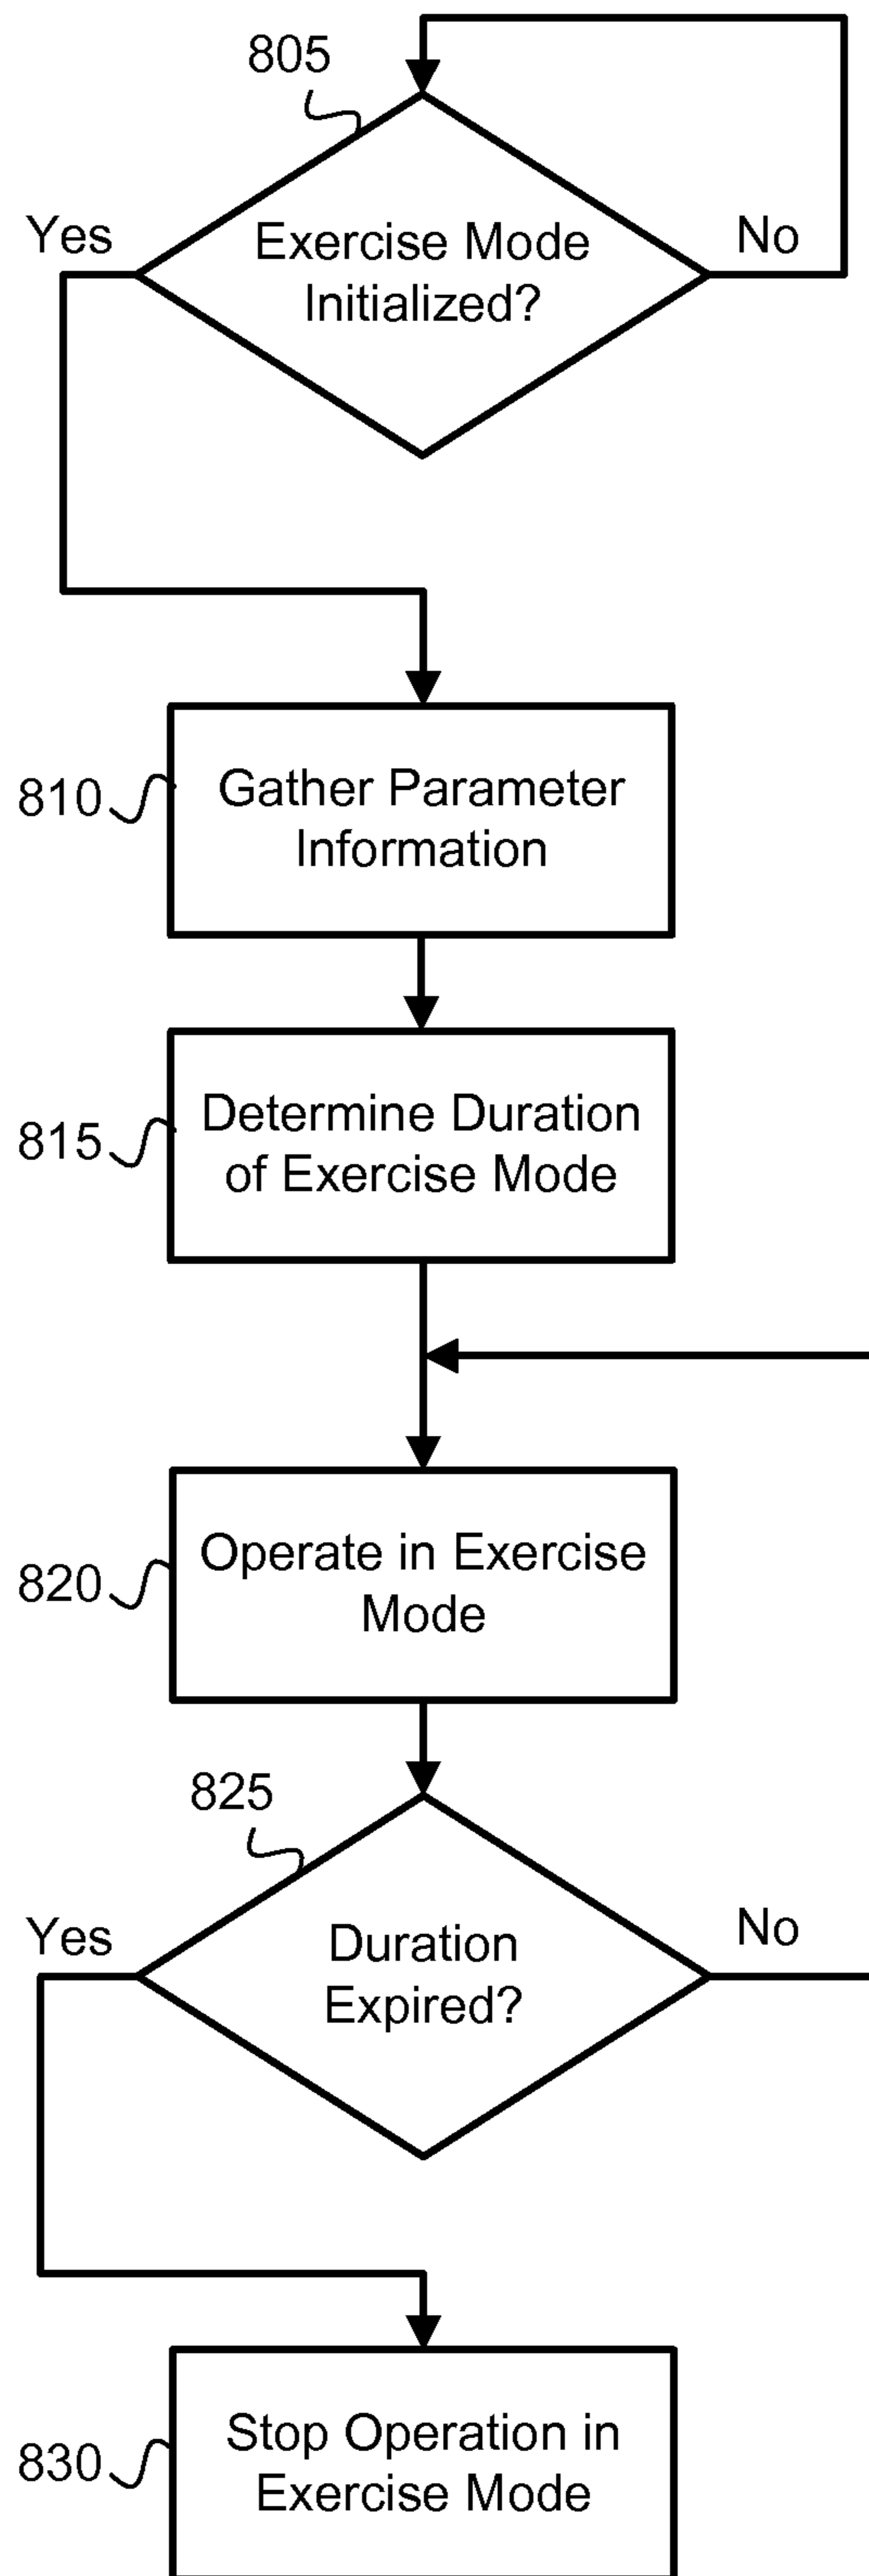 805
Yes
Exercise Mode
Initialized?
No
810
Gather Parameter
Information
815
Determine Duration
of Exercise Mode
820
Operate in Exercise
Mode
825
Yes
Duration
Expired?
No
830
Stop Operation in
Exercise Mode